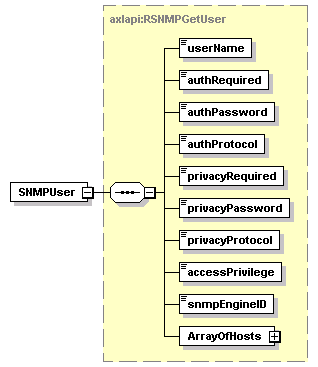 axlapi:RSNMPGetUser
userName
authRequired
authPassword
authProtocol
privacyRequired
SNMPUser
privacyPassword
privacyProtocol
accessPrivilege
snmpEngineID
ArrayOfHosts